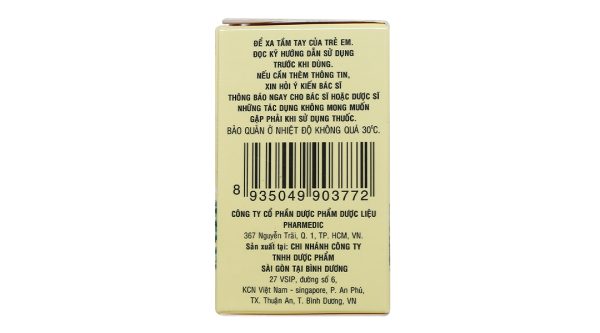 ĐỂ XA TẦM TAY CỦA TRẺ EM.
ĐỌC KỸ HƯỚNG DẪN SỬ DỤNG
TRƯỚC KHI DÙNG.
NẾU CẦN THÊM THÔNG TIN,
XIN HỎI Ý KIẾN BÁC SĨ
THÔNG BÁO NGAY CHO BÁC SĨ HOẶC DƯỢC SĨ
NHỮNG TÁC DỤNG KHÔNG MONG MUỐN
GẶP PHẢI KHI SỬ DỤNG THUỐC.
BẢO QUẢN Ở NHIỆT ĐỘ KHÔNG QUÁ 30°C.
8 935049 903772
CÔNG TY CỔ PHẦN DƯỢC PHẨM DƯỢC LIỆU
PHARMEDIC
367 Nguyễn Trãi, Q. 1, TP. HCM, VN.
Sản xuất tại: CHI NHÁNH CÔNG TY
TNHH DƯỢC PHẨM
SÀI GÒN TẠI BÌNH DƯƠNG
27 VSIP, đường số 6,
KCN Việt Nam - singapore, P. An Phú,
TX. Thuận An, T. Bình Dương, VN